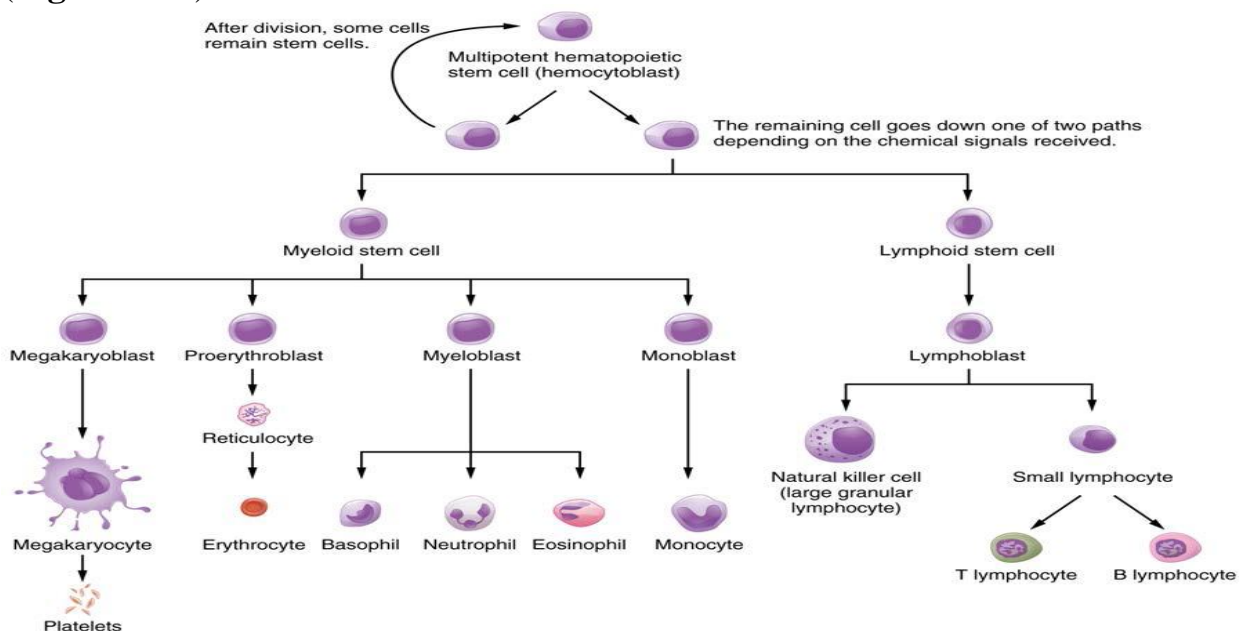 After division, some cells
remain stem cells.
Multipotent hematopoietic
stem cell (hemocytoblast)
The remaining cell goes down one of two paths
depending on the chemical signals received.
Myeloid stem cell
Lymphoid stem cell
Megakaryoblast
Proerythroblast
Myeloblast
Monoblast
Lymphoblast
Reticulocyte
Natural killer cell
(large granular
lymphocyte)
Small lymphocyte
Megakaryocyte
Erythrocyte
Basophil
Neutrophil
Eosinophil
Monocyte
T lymphocyte
B lymphocyte
Platelets